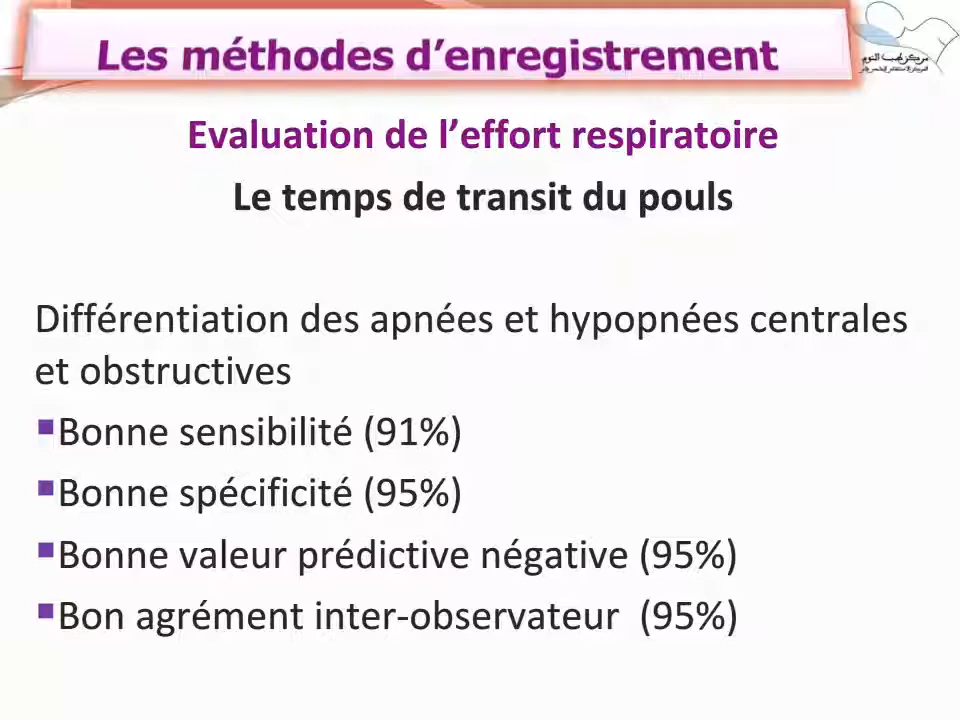 Les méthodes d’enregistrement
Evaluation de l’effort respiratoire
Le temps de transit du pouls
Différentiation des apnées et hypopnées centrales
et obstructives
Bonne sensibilité (91%)
Bonne spécificité (95%)
Bonne valeur prédictive négative (95%)
Bon agrément inter-observateur (95%)